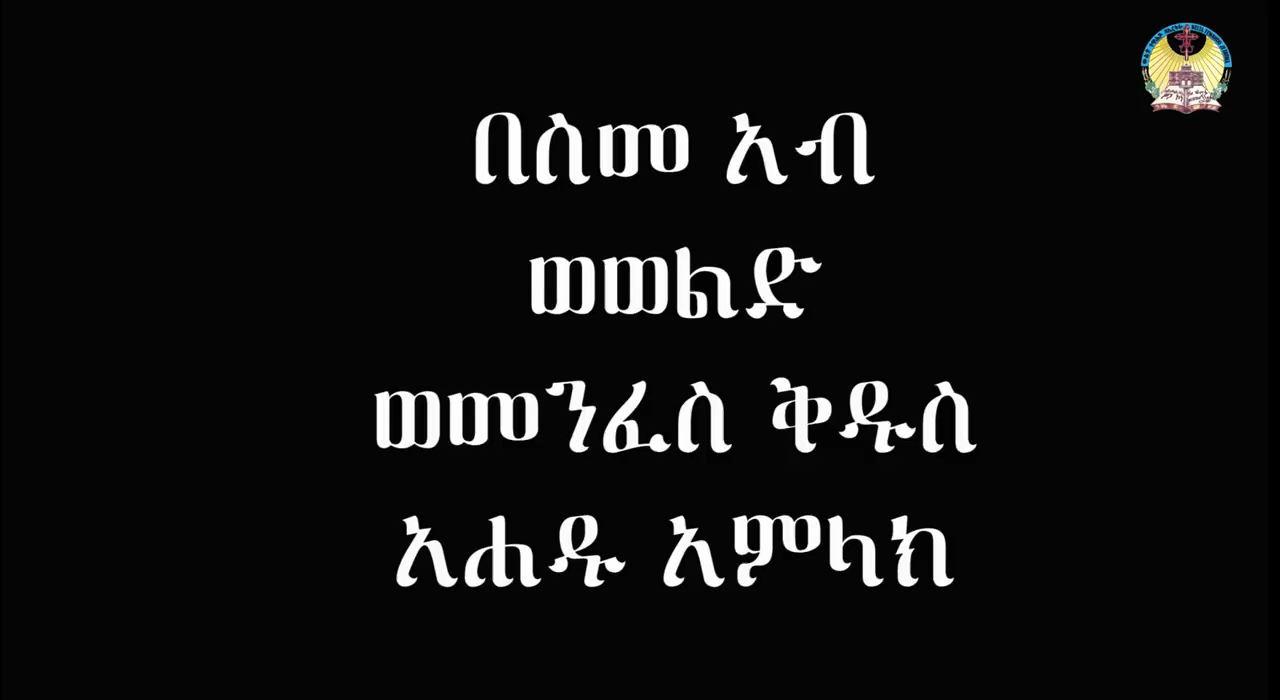 በስመ አብ
ወወልድ
ወመንፈስ ቅዱስ
አሐዱ አምላክ